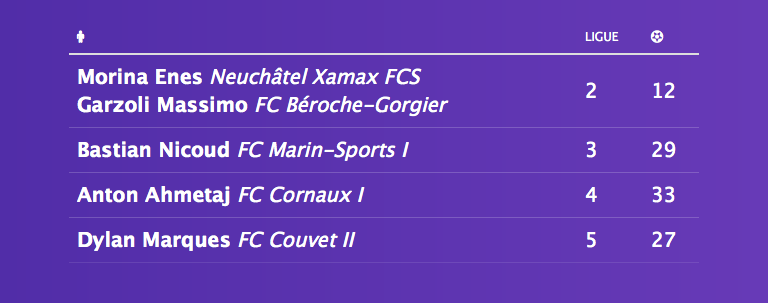 LIGUE
Morina Enes Neuchâtel Xamax FCS
Garzoli Massimo FC Béroche-Gorgier
2 12
Bastian Nicoud FC Marin-Sports I 3 29
Anton Ahmetaj FC Cornaux I 4 33
Dylan Marques FC Couvet II 5 27